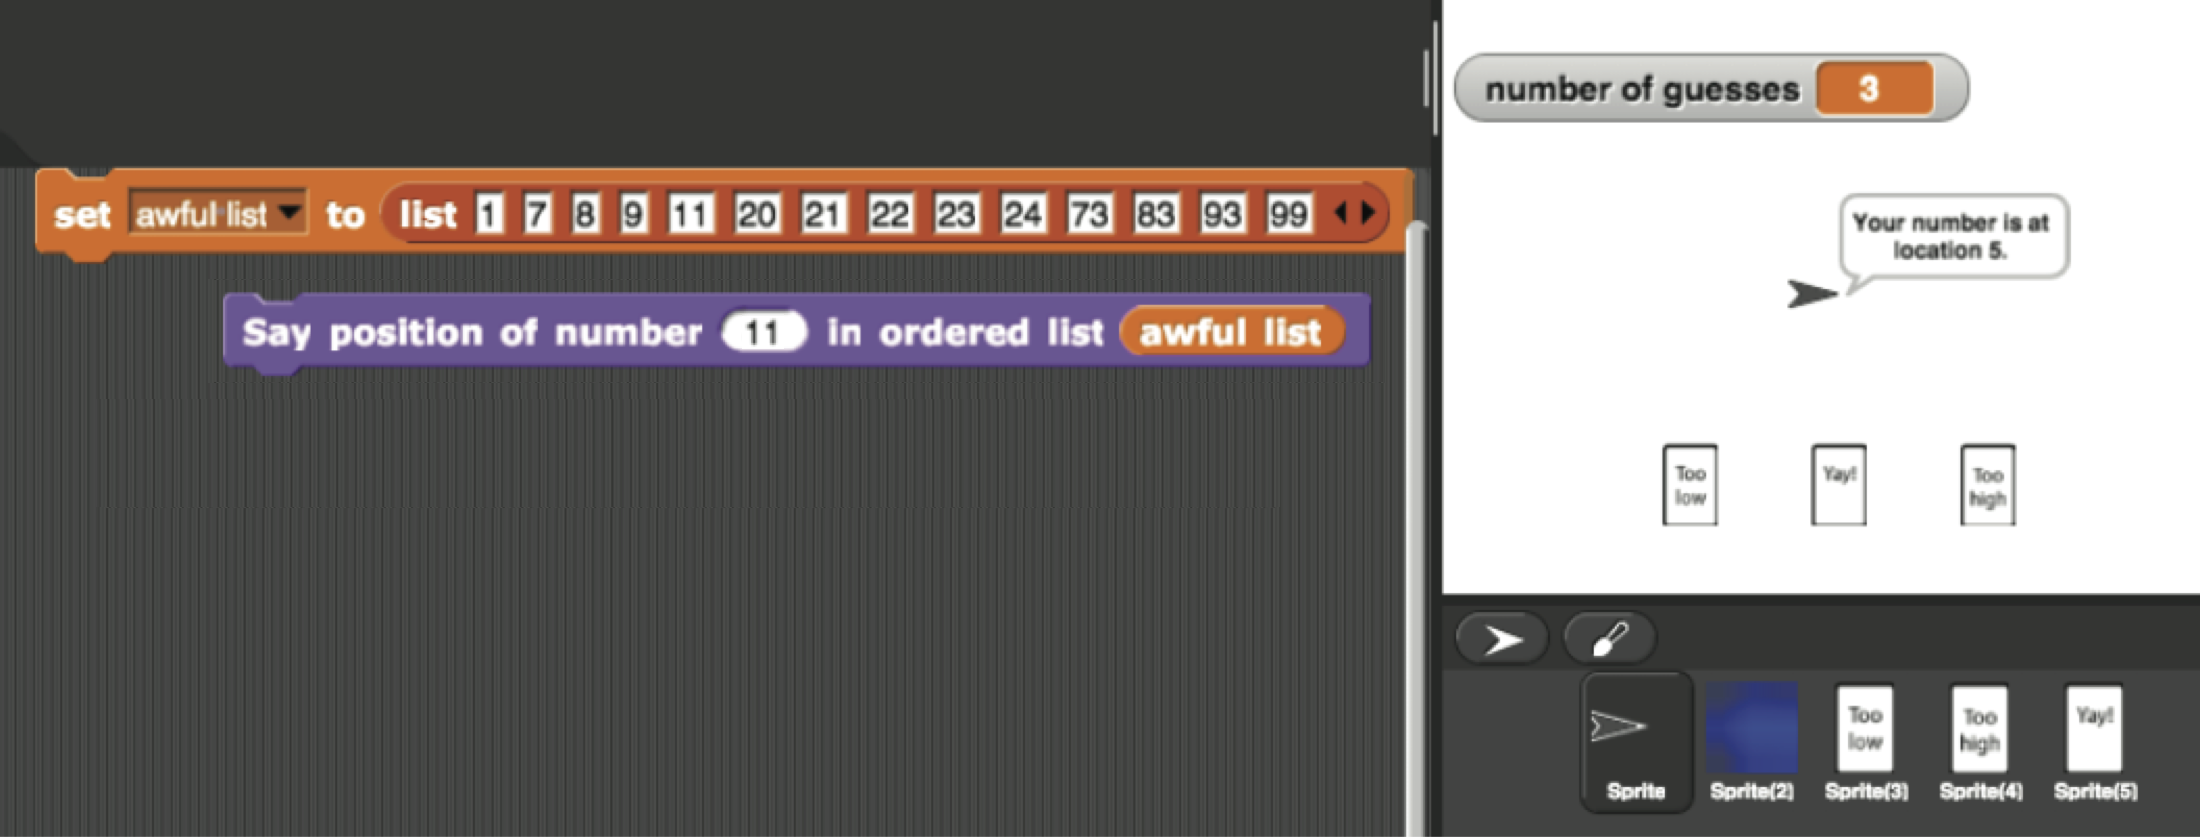 number of guesses 3
set awful list to list 1 7 8 9 11 20 21 22 23 24 73 83 93 99
Your number is at
location 5.
Say position of number 11 in ordered list awful list
Too
low
Yay!
Too
high
Too
low
Too
high
Yay!
Sprite
Sprite(2)
Sprite(3)
Sprite(4)
Sprite(5)